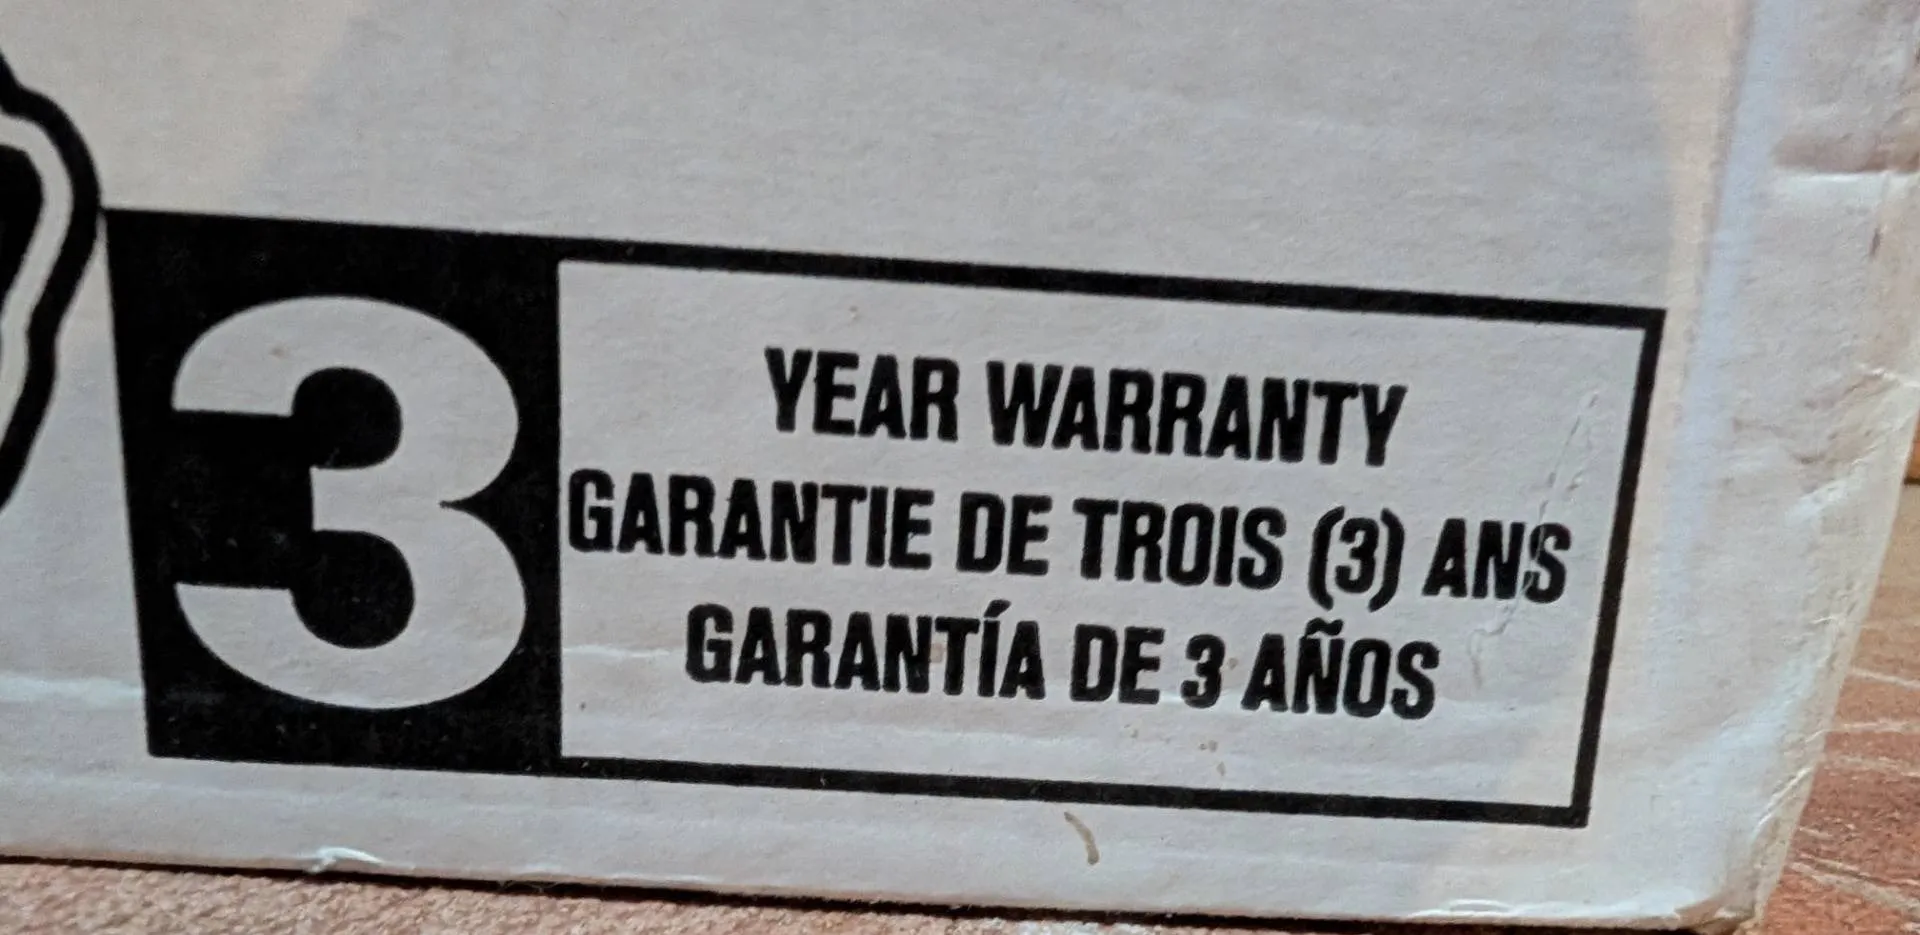 3 YEAR WARRANTY
GARANTIE DE TROIS (3) ANS
GARANTÍA DE 3 AÑOS